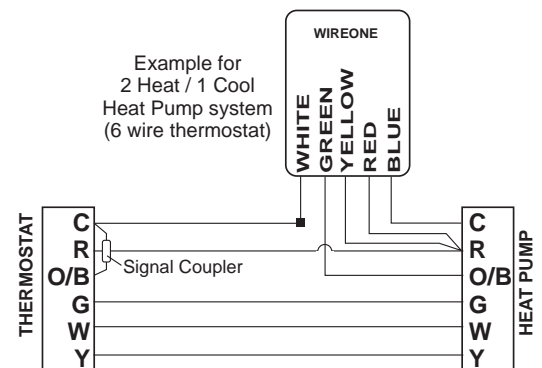 WIREONE
Example for
2 Heat / 1 Cool
Heat Pump system
(6 wire thermostat)
WHITE
GREEN
YELLOW
RED
BLUE
THERMOSTAT
C
R
O/B
G
W
Y
Signal Coupler
C
R
O/B
G
W
Y
HEAT PUMP